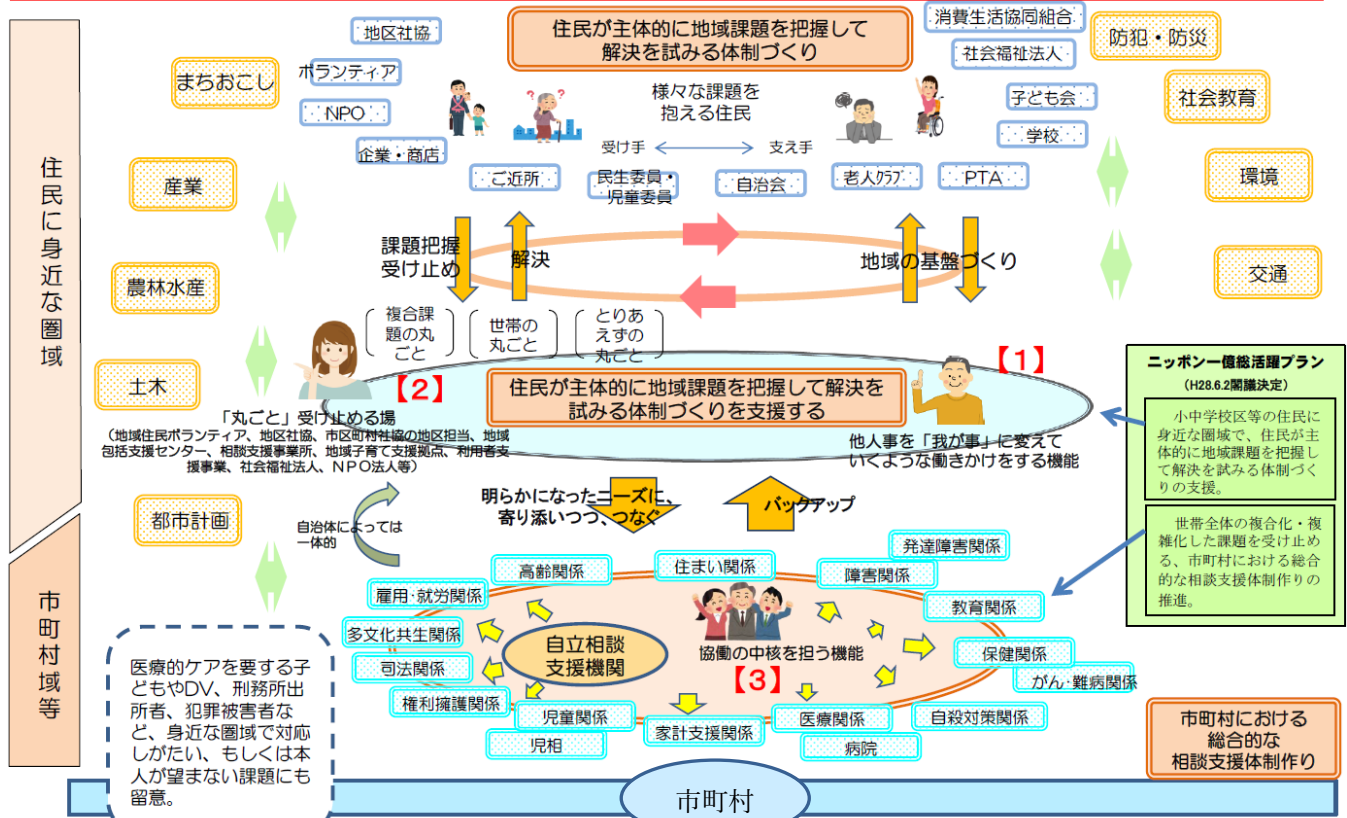 住民に身近な圏域
市町村域等
住民が主体的に地域課題を把握して
解決を試みる体制づくり
地区社協
ボランティア
NPO
企業・商店
ご近所
民生委員・
児童委員
自治会
老人クラブ
PTA
学校
子ども会
社会福祉法人
消費生活協同組合
様々な課題を
抱える住民
受け手
支え手
? ?
まちおこし
産業
農林水産
土木
都市計画
防犯・防災
社会教育
環境
交通
課題把握
受け止め
解決
地域の基盤づくり
複合課
題の丸
ごと
世帯の
丸ごと
とりあ
えずの
丸ごと
【1】
【2】
住民が主体的に地域課題を把握して解決を
試みる体制づくりを支援する
「丸ごと」受け止める場
(地域住民ボランティア、地区社協、市区町村社協の地区担当、地域
包括支援センター、相談支援事業所、地域子育て支援拠点、利用者支
援事業、社会福祉法人、NPO法人等)
他人事を「我が事」に変えて
いくような働きかけをする機能
ニッポン一億総活躍プラン
(H28.6.2閣議決定)
小中学校区等の住民に
身近な圏域で、住民が主
体的に地域課題を把握し
て解決を試みる体制づく
りの支援。
世帯全体の複合化・複
雑化した課題を受け止め
る、市町村における総合
的な相談支援体制作りの
推進。
明らかになったニーズに、
寄り添いつつ、つなぐ
バックアップ
自治体によっては
一体的
高齢関係
住まい関係
障害関係
発達障害関係
雇用・就労関係
教育関係
多文化共生関係
保健関係
司法関係
がん・難病関係
権利擁護関係
自殺対策関係
児童関係
児相
家計支援関係
医療関係
病院
自立相談
支援機関
協働の中核を担う機能
【3】
医療的ケアを要する子
どもやDV、刑務所出
所者、犯罪被害者な
ど、身近な圏域で対応
しがたい、もしくは本
人が望まない課題にも
留意。
市町村における
総合的な
相談支援体制作り
市町村